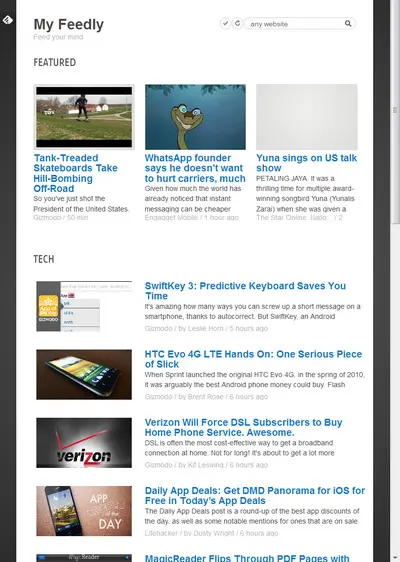 My Feedly
Feed your mind
any website
FEATURED
Tank-Treaded
Skateboards Take
Hill-Bombing
Off-Road
So you've just shot the
President of the United States.
Gizmodo / 50 min
WhatsApp founder
says he doesn't want
to hurt carriers, much
Given how much the world has
already noticed that instant
messaging can be cheaper
Engadget Mobile / 1 hour ago
Yuna sings on US talk
show
PETALING JAYA: It was a
thrilling time for multiple award-
winning songbird Yuna (Yunalis
Zarai) when she was given a
The Star Online: / 2
TECH
App of
the Day
GIZMODO
SwiftKey 3: Predictive Keyboard Saves You
Time
It's amazing how many ways you can screw up a short message on a
smartphone, thanks to autocorrect. But SwiftKey, an Android
Gizmodo / by Leslie Horn / 5 hours ago
HTC Evo 4G LTE Hands On: One Serious Piece
of Slick
When Sprint launched the original HTC Evo 4G, in the spring of 2010,
it was arguably the best Android phone money could buy. Flash
Gizmodo / by Brent Rose / 6 hours ago
verizon
Verizon Will Force DSL Subscribers to Buy
Home Phone Service. Awesome.
DSL is often the most cost-effective way to get a broadband
connection at home. Not for long! It's about to get a lot more
Gizmodo / by Kif Leswing / 6 hours ago
APP
DEALS
OF THE
DAY
Daily App Deals: Get DMD Panorama for iOS for
Free in Today's App Deals
The Daily App Deals post is a round-up of the best app discounts of
the day, as well as some notable mentions for ones that are on sale.
Lifehacker / by Dusty Wright / 6 hours ago
MagicReader
MagicReader Flips Through PDF Pages with